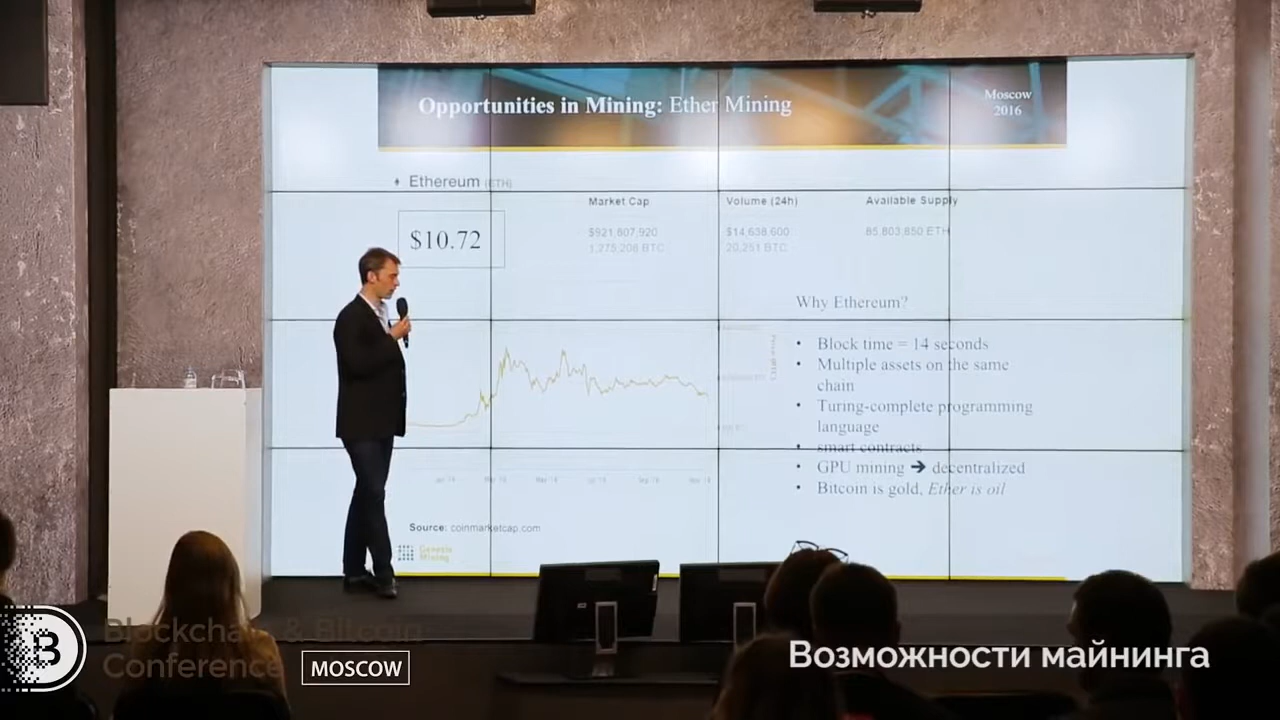 Opportunities in Mining: Ether Mining
Moscow
2016
Ethereum (ETH)
$10.72
Market Cap
$921,607,920
1,275,206 BTC
Volume (24h)
$14,638,600
20,251 BTC
Available Supply
85,803,850 ETH
Why Ethereum?
• Block time = 14 seconds
• Multiple assets on the same
chain
• Turing-complete programming
language
• smart contracts
• GPU mining ➔ decentralized
• Bitcoin is gold, Ether is oil
Source: coinmarketcap.com
Genesis
Mining
B
Blockchain & Bitcoin
Conference
MOSCOW
Возможности майнинга